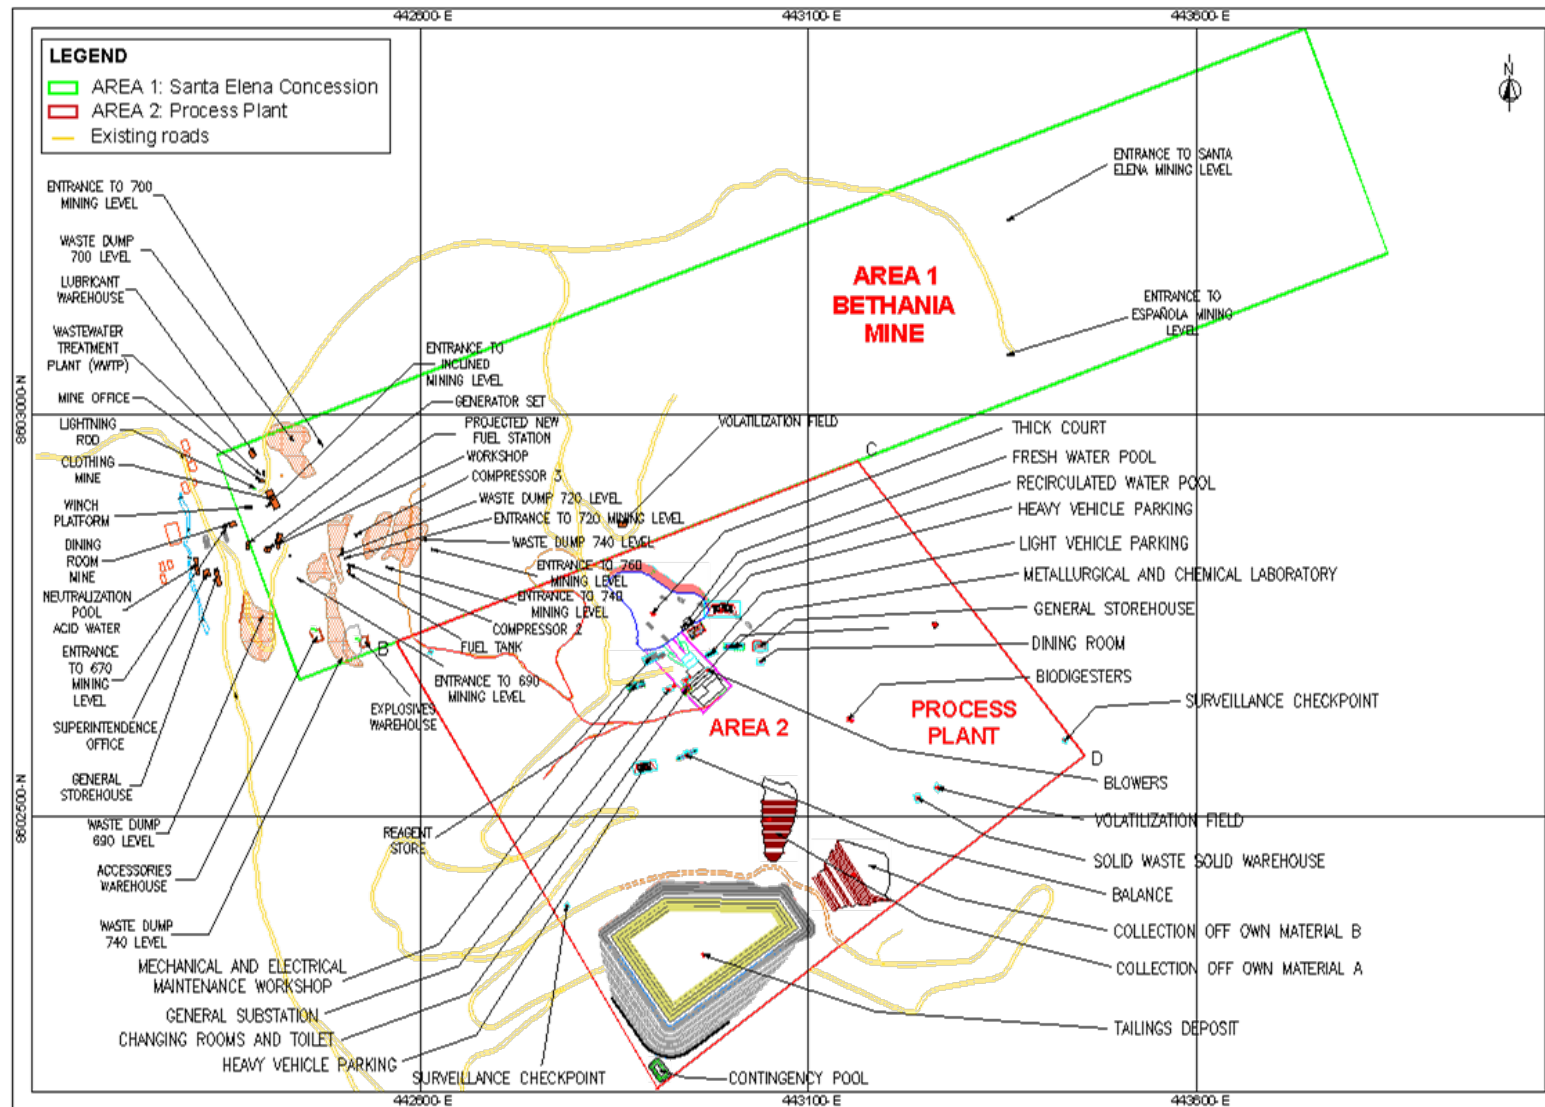 442600- E
443100- E
443600- E
LEGEND
AREA 1: Santa Elena Concession
AREA 2: Process Plant
Existing roads
N
ENTRANCE TO SANTA
ELENA MINING LEVEL
ENTRANCE TO
ESPAÑOLA MINING
LEVEL
AREA 1
BETHANIA
MINE
ENTRANCE TO 700
MINING LEVEL
WASTE DUMP
700 LEVEL
LUBRICANT
WAREHOUSE
WASTEWATER
TREATMENT
PLANT (WWTP)
MINE OFFICE
LIGHTNING
ROD
CLOTHING
MINE
WINCH
PLATFORM
DINING
ROOM
MINE
NEUTRALIZATION
POOL
ACID WATER
ENTRANCE
TO 670
MINING
LEVEL
SUPERINTENDENCE
OFFICE
GENERAL
STOREHOUSE
WASTE DUMP
690 LEVEL
ACCESSORIES
WAREHOUSE
WASTE DUMP
740 LEVEL
8603000-N
8602500-N
ENTRANCE TO
INCLINED
MINING LEVEL
GENERATOR SET
PROJECTED NEW
FUEL STATION
WORKSHOP
COMPRESSOR 3
WASTE DUMP 720 LEVEL
ENTRANCE TO 720 MINING LEVEL
WASTE DUMP 740 LEVEL
ENTRANCE TO 760
MINING LEVEL
ENTRANCE TO 740
MINING LEVEL
COMPRESSOR 2
FUEL TANK
ENTRANCE TO 690
MINING LEVEL
EXPLOSIVES
WAREHOUSE
VOLATILIZATION FIELD
B
C
D
THICK COURT
FRESH WATER POOL
RECIRCULATED WATER POOL
HEAVY VEHICLE PARKING
LIGHT VEHICLE PARKING
METALLURGICAL AND CHEMICAL LABORATORY
GENERAL STOREHOUSE
DINING ROOM
BIODIGESTERS
SURVEILLANCE CHECKPOINT
AREA 2
PROCESS
PLANT
BLOWERS
VOLATILIZATION FIELD
SOLID WASTE SOLID WAREHOUSE
BALANCE
COLLECTION OFF OWN MATERIAL B
COLLECTION OFF OWN MATERIAL A
TAILINGS DEPOSIT
REAGENT
STORE
MECHANICAL AND ELECTRICAL
MAINTENANCE WORKSHOP
GENERAL SUBSTATION
CHANGING ROOMS AND TOILET
HEAVY VEHICLE PARKING
SURVEILLANCE CHECKPOINT
CONTINGENCY POOL
442600- E
443100- E
443600- E